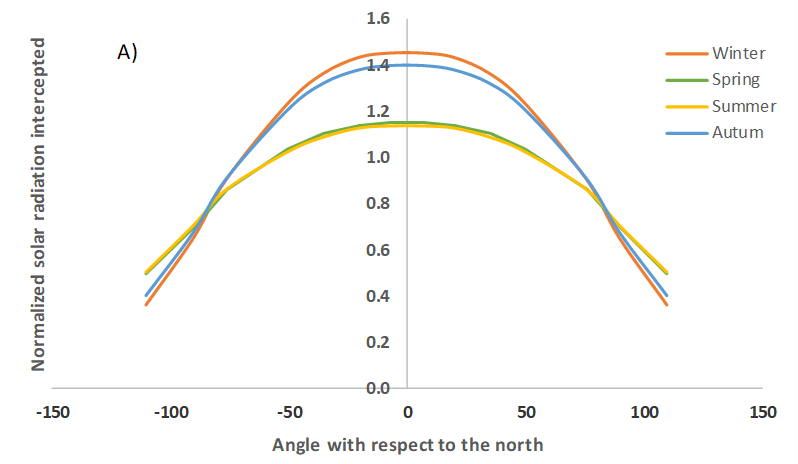 A)
Normalized solar radiation intercepted
1.6
1.4
1.2
1.0
0.8
0.6
0.4
0.2
0.0
-150
-100
-50
0
50
100
150
Angle with respect to the north
Winter
Spring
Summer
Autum